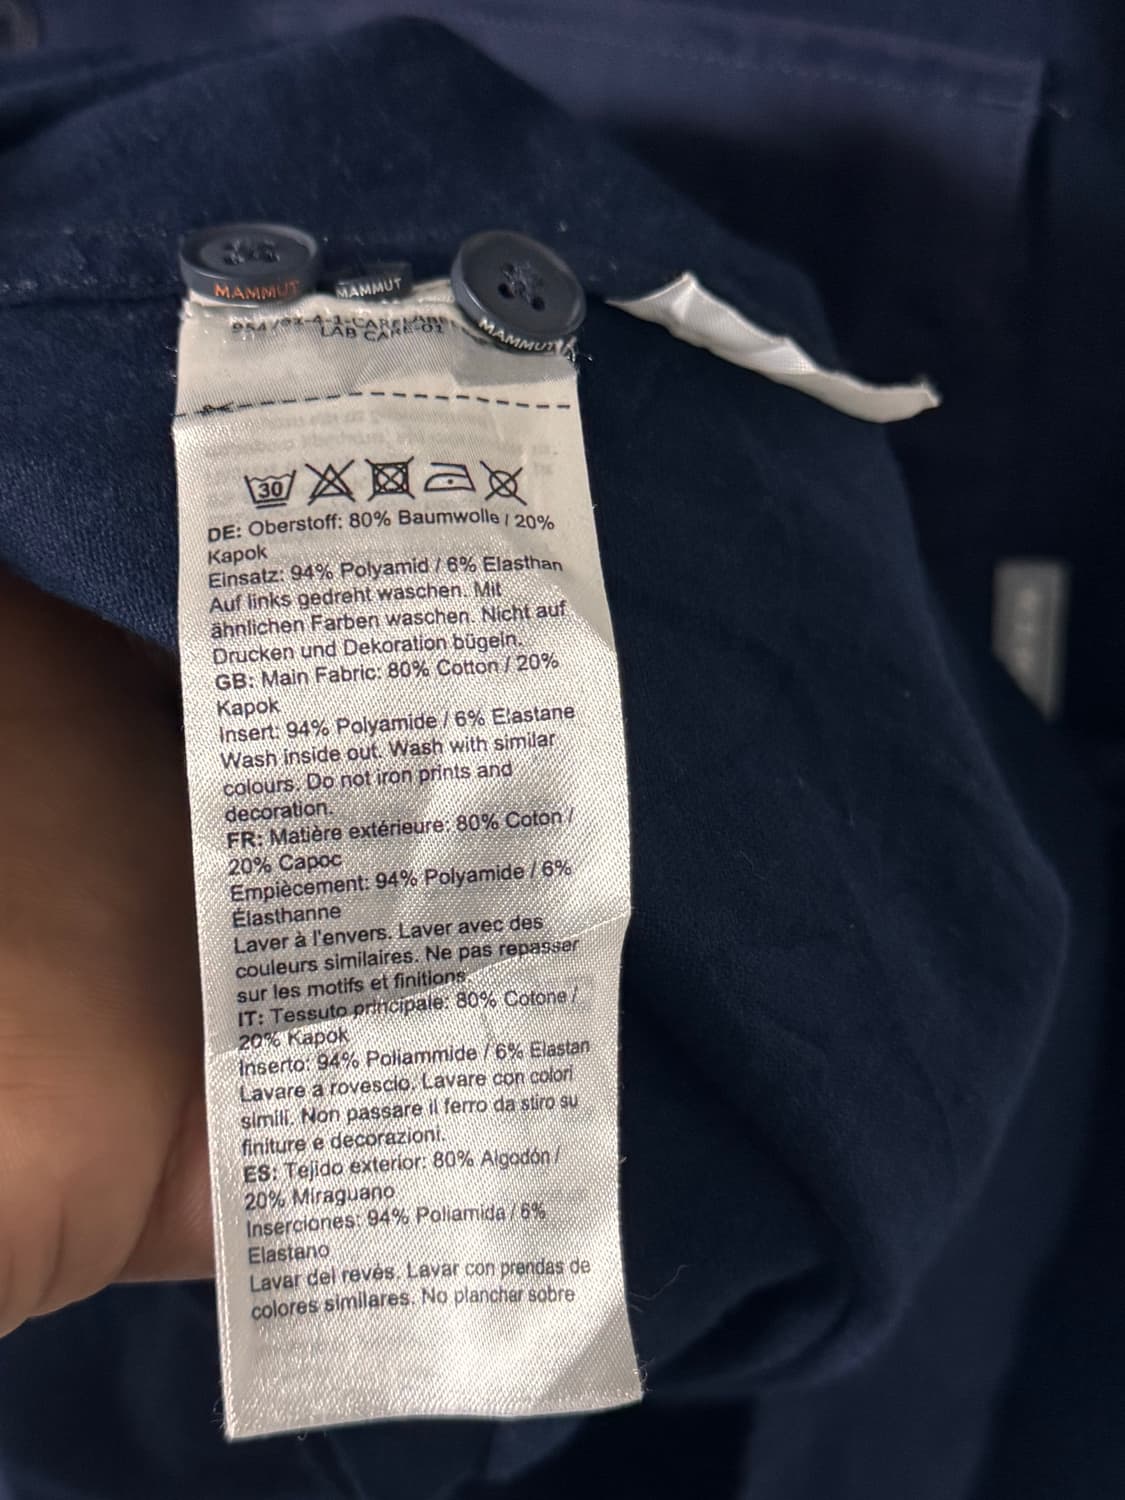 MAMMUT
MAMMUT
MAMMUT
LAB CARE-01
30
DE: Oberstoff: 80% Baumwolle / 20%
Kapok
Einsatz: 94% Polyamid / 6% Elasthan
Auf links gedreht waschen. Mit
ähnlichen Farben waschen. Nicht auf
Drucken und Dekoration bügeln.
GB: Main Fabric: 80% Cotton / 20%
Kapok
Insert: 94% Polyamide / 6% Elastane
Wash inside out. Wash with similar
colours. Do not iron prints and
decoration.
FR: Matière extérieure: 80% Coton /
20% Capoc
Empiècement: 94% Polyamide / 6%
Élasthanne
Laver à l'envers. Laver avec des
couleurs similaires. Ne pas repasser
sur les motifs et finitions.
IT: Tessuto principale: 80% Cotone /
20% Kapok
Inserto: 94% Poliammide / 6% Elastan
Lavare a rovescio. Lavare con colori
simili. Non passare il ferro da stiro su
finiture e decorazioni.
ES: Tejido exterior: 80% Algodón /
20% Miraguano
Inserciones: 94% Poliamida / 6%
Elastano
Lavar del revés. Lavar con prendas de
colores similares. No planchar sobre